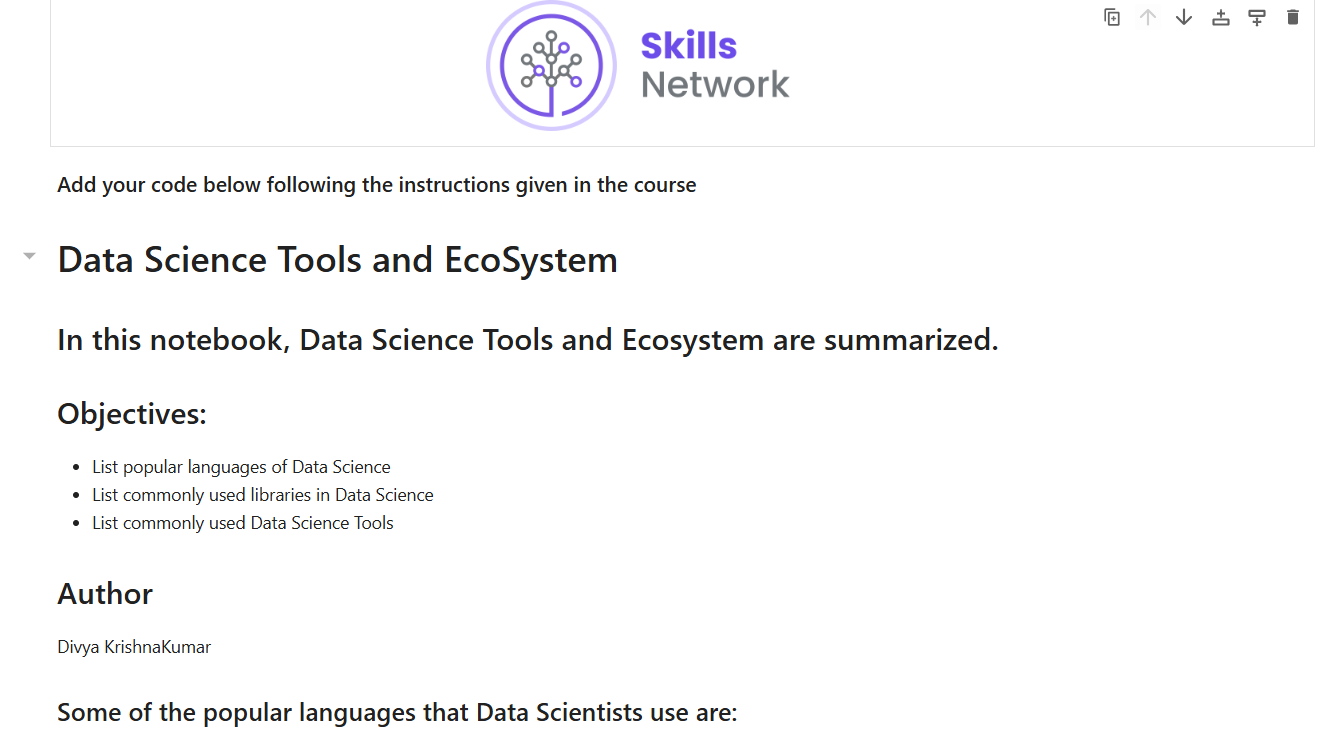 Skills
Network
Add your code below following the instructions given in the course
Data Science Tools and EcoSystem
In this notebook, Data Science Tools and Ecosystem are summarized.
Objectives:
• List popular languages of Data Science
• List commonly used libraries in Data Science
• List commonly used Data Science Tools
Author
Divya KrishnaKumar
Some of the popular languages that Data Scientists use are: